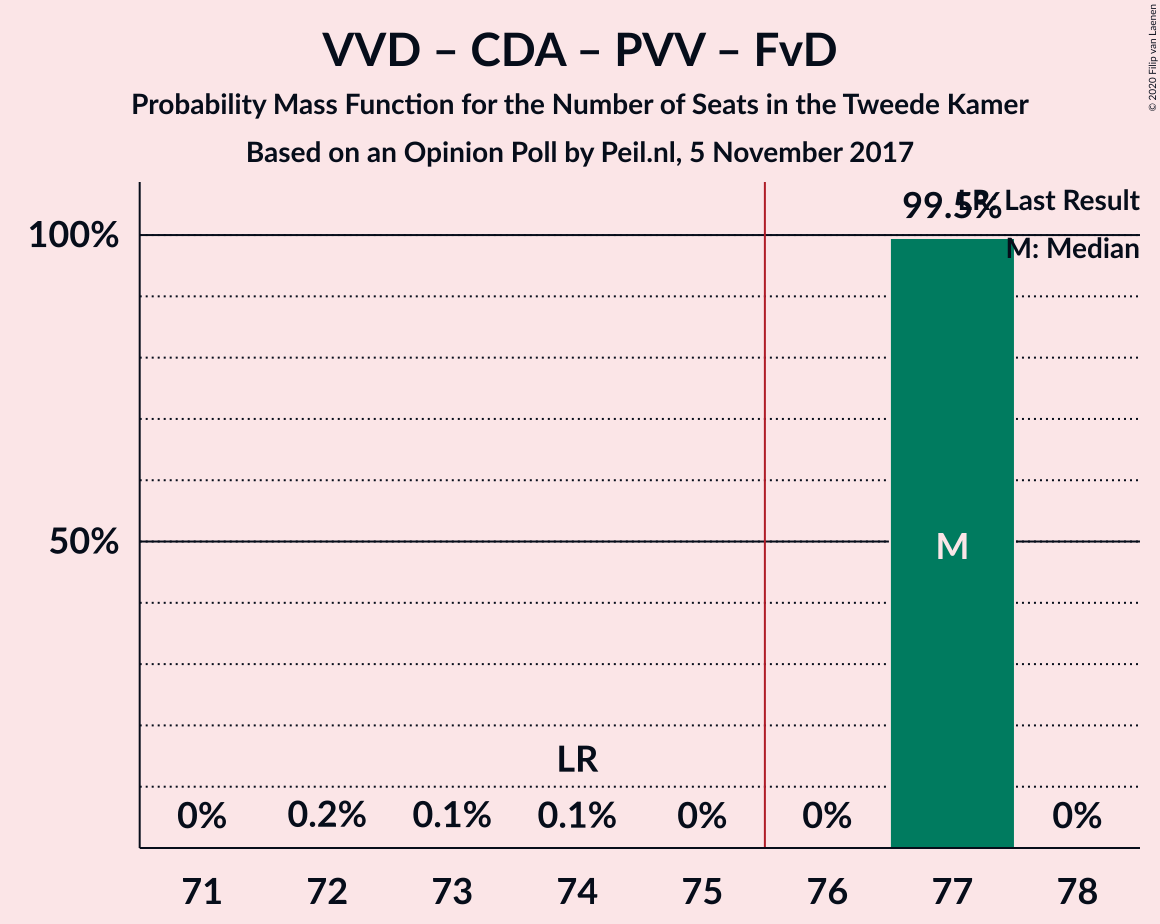 VVD – CDA – PVV – FvD
Probability Mass Function for the Number of Seats in the Tweede Kamer
Based on an Opinion Poll by Peil.nl, 5 November 2017
© 2020 Filip van Laenen
99.5%
LR: Last Result
M: Median
100%
50%
M
LR
0% 0.2% 0.1% 0.1% 0% 0% 0%
71 72 73 74 75 76 77 78